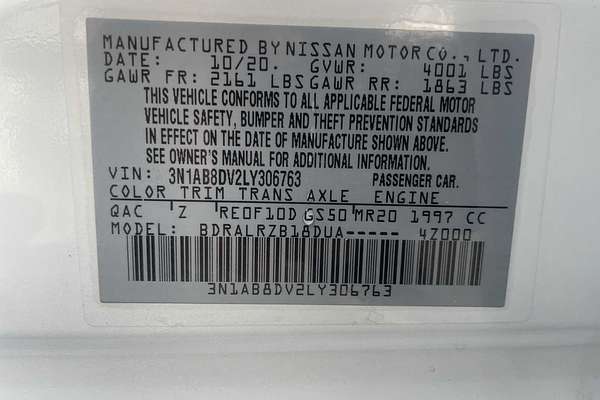 MANUFACTURED BY NISSAN MOTOR CO., LTD.
DATE: 10/20. GVWR: 4001 LBS
GAWR FR: 2161 LBS GAWR RR: 1863 LBS
THIS VEHICLE CONFORMS TO ALL APPLICABLE FEDERAL MOTOR
VEHICLE SAFETY, BUMPER AND THEFT PREVENTION STANDARDS
IN EFFECT ON THE DATE OF MANUFACTURE SHOWN ABOVE.
SEE OWNER'S MANUAL FOR ADDITIONAL INFORMATION.
VIN: 3N1AB8DV2LY306763 PASSENGER CAR.
COLOR TRIM TRANS AXLE ENGINE
QAC Z RE0F10D GS50 MR20 1997 CC
MODEL: BDRALRZB18DUA----- 4Z000
3N1AB8DV2LY306763